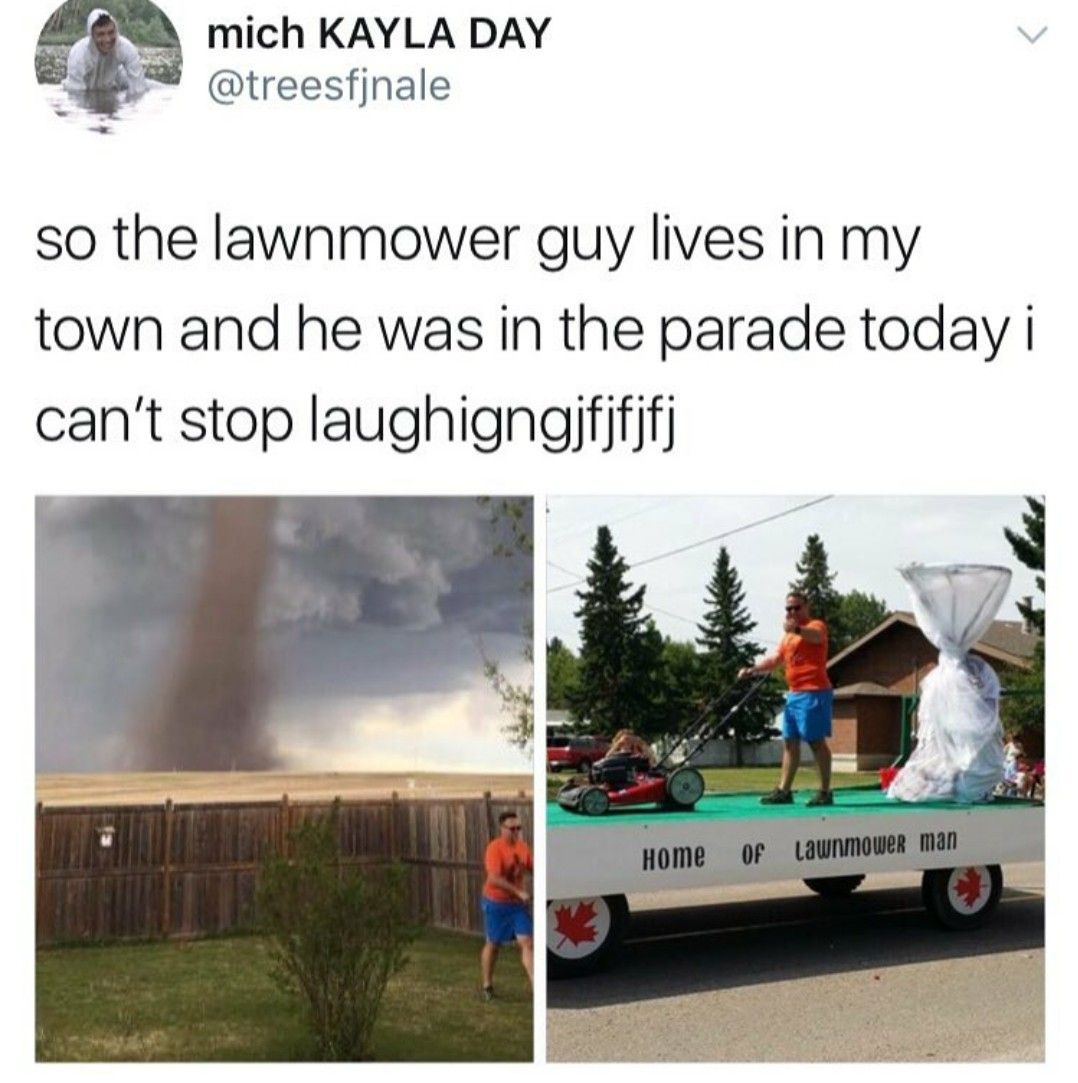 mich KAYLA DAY
@treesfjnale
so the lawnmower guy lives in my
town and he was in the parade today i
can't stop laughigngjfjfjfj
Home OF Lawnmower man